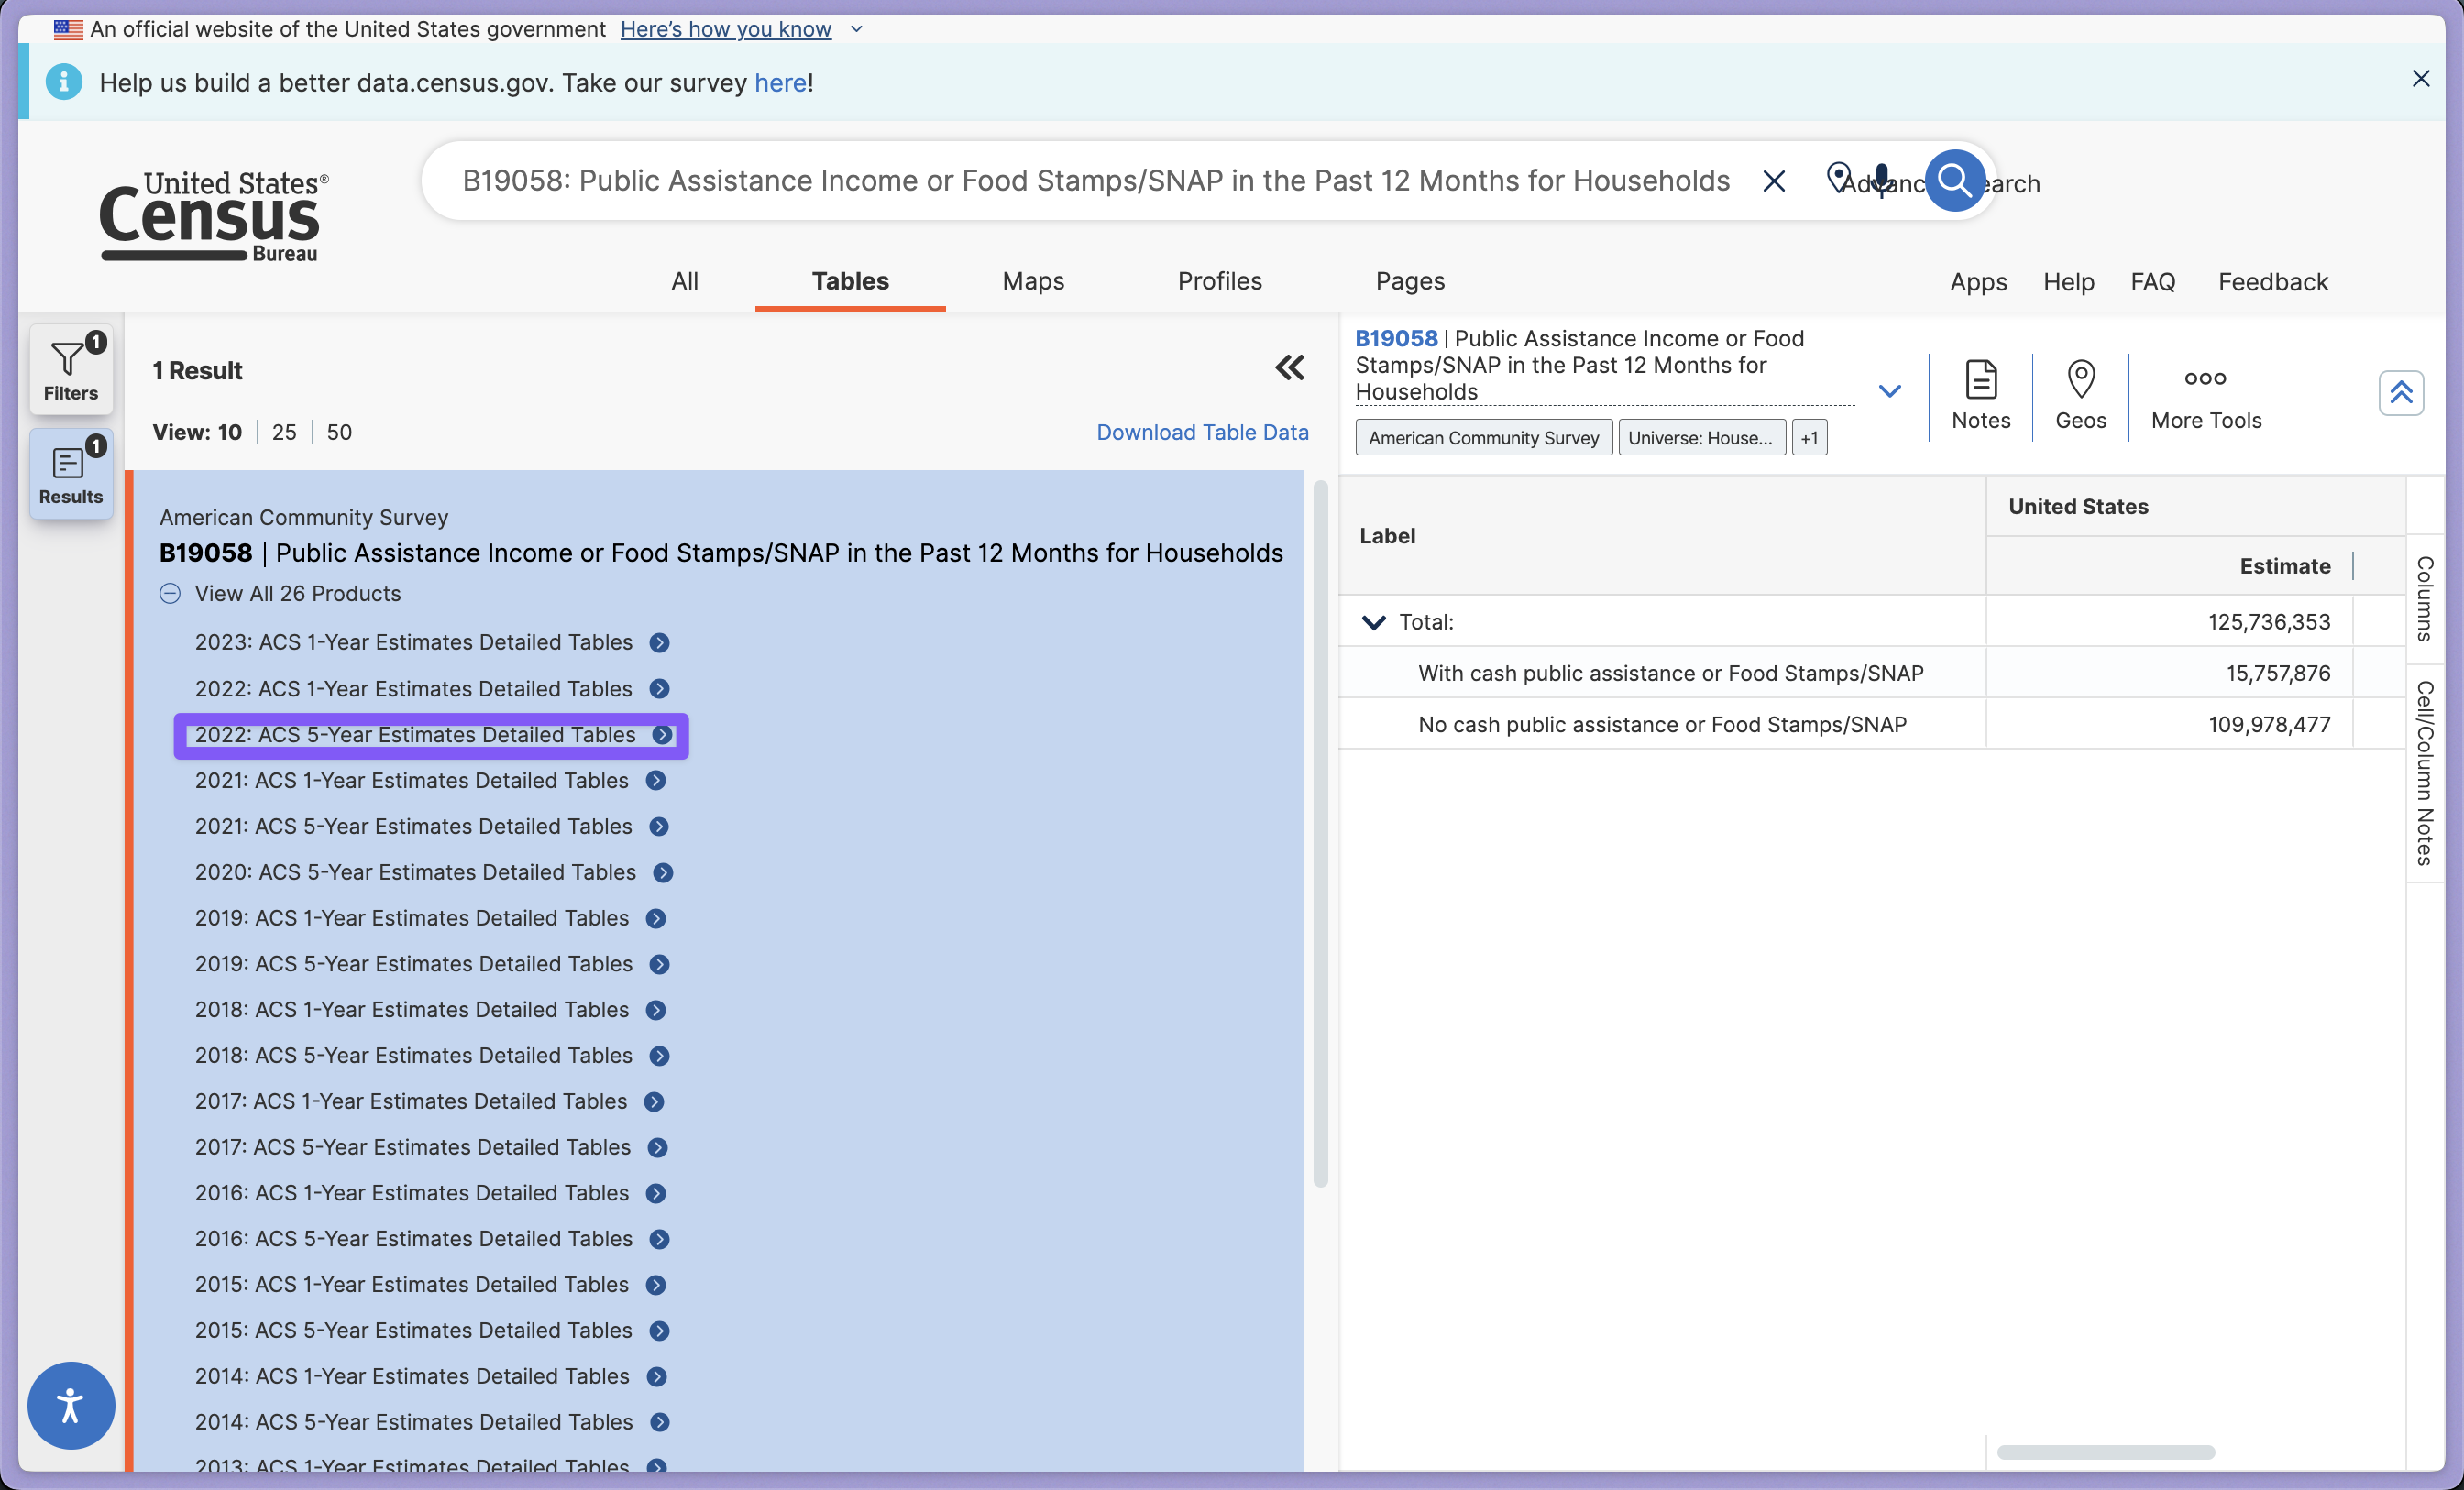 An official website of the United States government Here's how you know
Help us build a better data.census.gov. Take our survey here!
United States®
Census
Bureau
B19058: Public Assistance Income or Food Stamps/SNAP in the Past 12 Months for Households
All Tables Maps Profiles Pages
Apps Help FAQ Feedback
1
Filters
1
Results
1 Result
View: 10 | 25 | 50
Download Table Data
American Community Survey
B19058 | Public Assistance Income or Food Stamps/SNAP in the Past 12 Months for Households
View All 26 Products
2023: ACS 1-Year Estimates Detailed Tables
2022: ACS 1-Year Estimates Detailed Tables
2022: ACS 5-Year Estimates Detailed Tables
2021: ACS 1-Year Estimates Detailed Tables
2021: ACS 5-Year Estimates Detailed Tables
2020: ACS 5-Year Estimates Detailed Tables
2019: ACS 1-Year Estimates Detailed Tables
2019: ACS 5-Year Estimates Detailed Tables
2018: ACS 1-Year Estimates Detailed Tables
2018: ACS 5-Year Estimates Detailed Tables
2017: ACS 1-Year Estimates Detailed Tables
2017: ACS 5-Year Estimates Detailed Tables
2016: ACS 1-Year Estimates Detailed Tables
2016: ACS 5-Year Estimates Detailed Tables
2015: ACS 1-Year Estimates Detailed Tables
2015: ACS 5-Year Estimates Detailed Tables
2014: ACS 1-Year Estimates Detailed Tables
2014: ACS 5-Year Estimates Detailed Tables
2013: ACS 1-Year Estimates Detailed Tables
B19058 | Public Assistance Income or Food
Stamps/SNAP in the Past 12 Months for
Households
American Community Survey Universe: House... +1
Notes Geos More Tools
Label
United States
Estimate
Total: 125,736,353
With cash public assistance or Food Stamps/SNAP 15,757,876
No cash public assistance or Food Stamps/SNAP 109,978,477
Columns
Cell/Column Notes